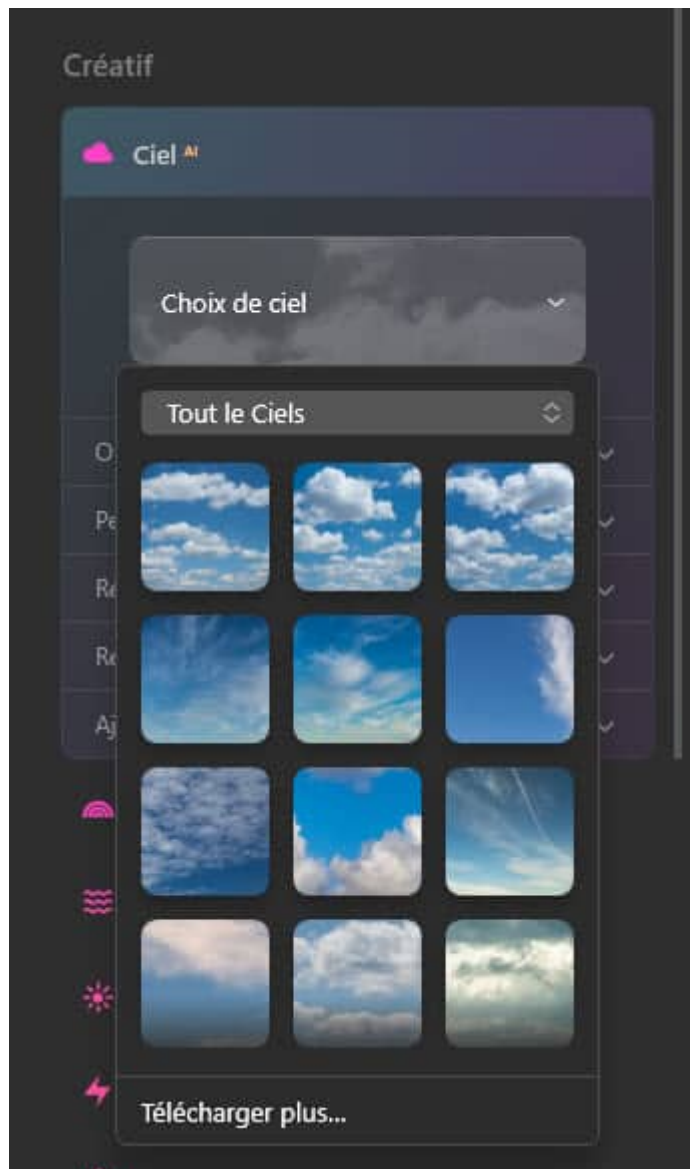 Créatif
Ciel AI
Choix de ciel
Tout le Ciels
Télécharger plus...